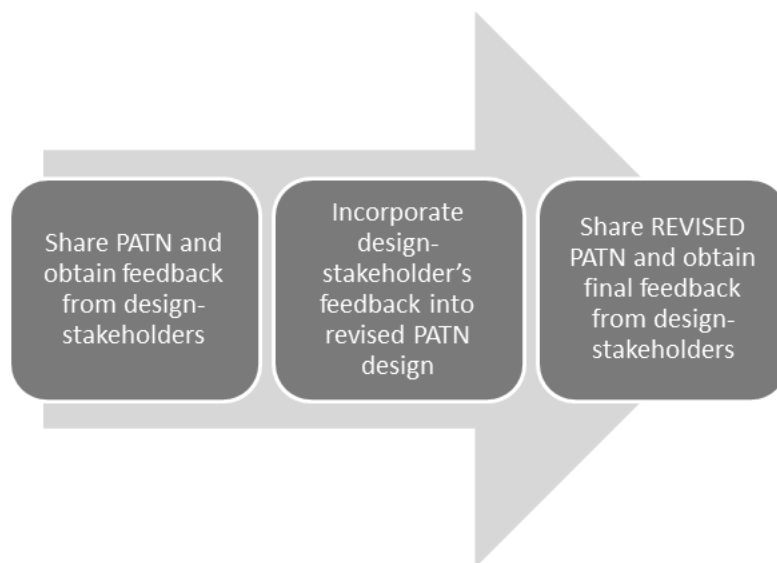 Share PATN and
obtain feedback
from design-
stakeholders
Incorporate
design-
stakeholder's
feedback into
revised PATN
design
Share REVISED
PATN and obtain
final feedback
from design-
stakeholders